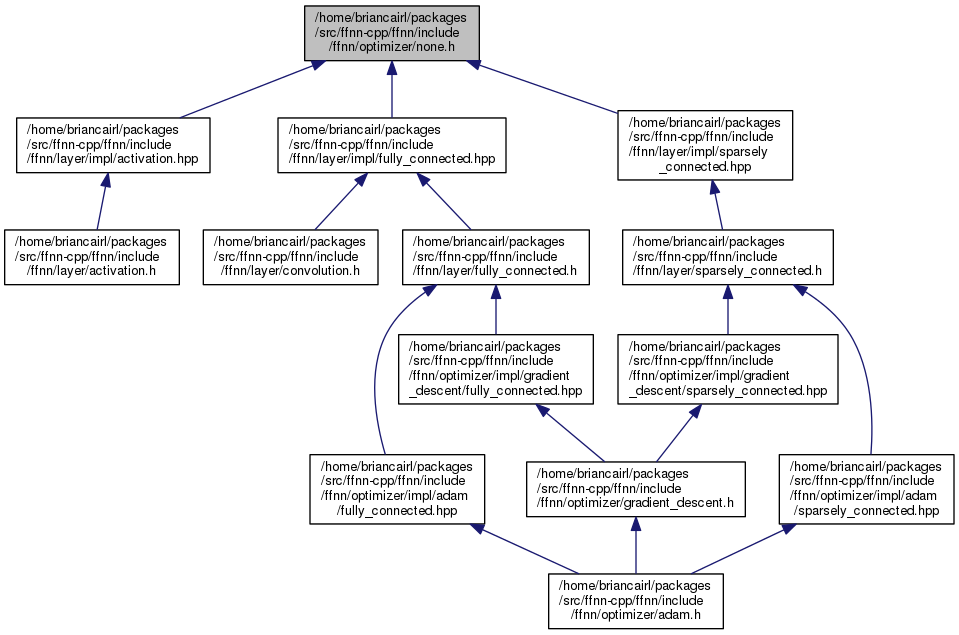 /home/briancairl/packages
/src/ffnn-cpp/ffnn/include
/ffnn/optimizer/none.h
/home/briancairl/packages
/src/ffnn-cpp/ffnn/include
/ffnn/layer/impl/activation.hpp
/home/briancairl/packages
/src/ffnn-cpp/ffnn/include
/ffnn/layer/impl/fully_connected.hpp
/home/briancairl/packages
/src/ffnn-cpp/ffnn/include
/ffnn/layer/impl/sparsely
_connected.hpp
/home/briancairl/packages
/src/ffnn-cpp/ffnn/include
/ffnn/layer/activation.h
/home/briancairl/packages
/src/ffnn-cpp/ffnn/include
/ffnn/layer/convolution.h
/home/briancairl/packages
/src/ffnn-cpp/ffnn/include
/ffnn/layer/fully_connected.h
/home/briancairl/packages
/src/ffnn-cpp/ffnn/include
/ffnn/layer/sparsely_connected.h
/home/briancairl/packages
/src/ffnn-cpp/ffnn/include
/ffnn/optimizer/impl/gradient
_descent/fully_connected.hpp
/home/briancairl/packages
/src/ffnn-cpp/ffnn/include
/ffnn/optimizer/impl/gradient
_descent/sparsely_connected.hpp
/home/briancairl/packages
/src/ffnn-cpp/ffnn/include
/ffnn/optimizer/impl/adam
/fully_connected.hpp
/home/briancairl/packages
/src/ffnn-cpp/ffnn/include
/ffnn/optimizer/gradient_descent.h
/home/briancairl/packages
/src/ffnn-cpp/ffnn/include
/ffnn/optimizer/impl/adam
/sparsely_connected.hpp
/home/briancairl/packages
/src/ffnn-cpp/ffnn/include
/ffnn/optimizer/adam.h